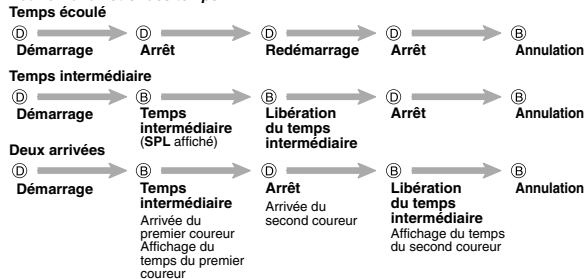 Temps écoulé
Ⓓ Ⓓ Ⓓ Ⓓ Ⓑ
Démarrage Arrêt Redémarrage Arrêt Annulation
Temps intermédiaire
Ⓓ Ⓑ Ⓑ Ⓓ Ⓑ
Démarrage Temps Libération Arrêt Annulation
intermédiaire du temps
(SPL affiché) intermédiaire
Deux arrivées
Ⓓ Ⓑ Ⓓ Ⓑ Ⓑ
Démarrage Temps Arrêt Libération Annulation
intermédiaire Arrivée du du temps
Arrivée du second coureur intermédiaire
premier coureur Affichage du temps
Affichage du du second coureur
temps du premier
coureur